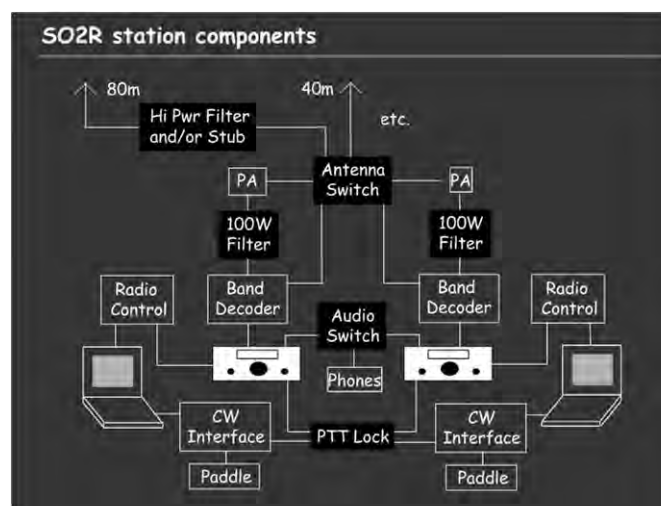 SO2R station components
80m
40m
Hi Pwr Filter
and/or Stub
etc.
PA
Antenna
Switch
PA
100W
Filter
100W
Filter
Radio
Control
Band
Decoder
Audio
Switch
Band
Decoder
Radio
Control
Phones
CW
Interface
PTT Lock
CW
Interface
Paddle
Paddle